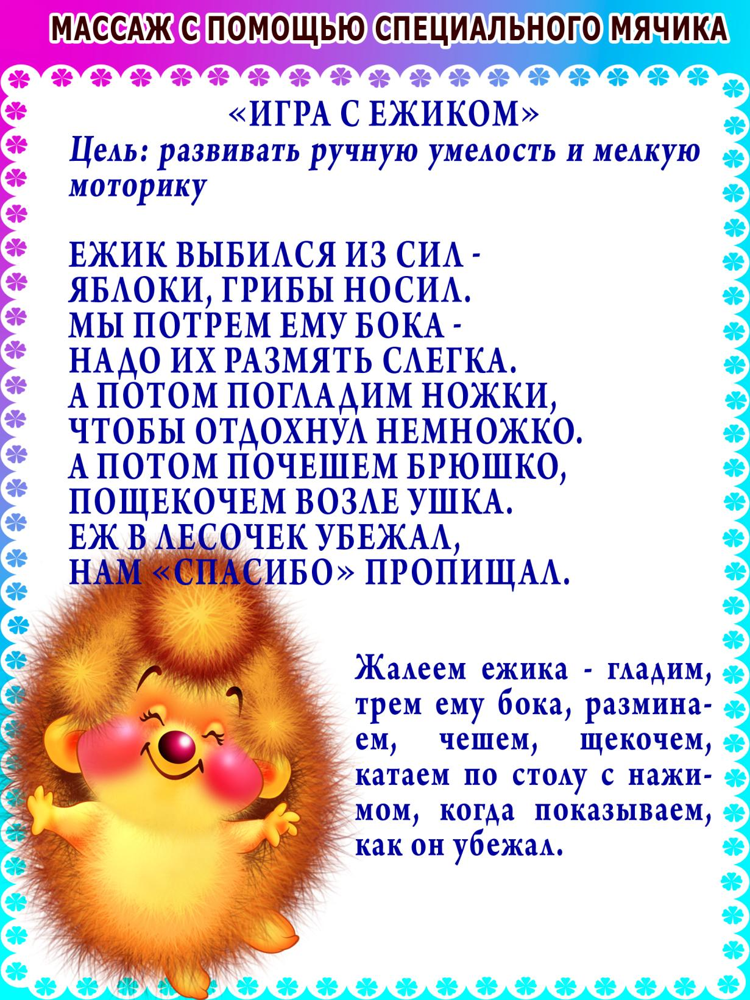 МАССАЖ С ПОМОЩЬЮ СПЕЦИАЛЬНОГО МЯЧИКА
«ИГРА С ЕЖИКОМ»
Цель: развивать ручную умелость и мелкую
моторику
ЕЖИК ВЫБИЛСЯ ИЗ СИЛ -
ЯБЛОКИ, ГРИБЫ НОСИЛ.
МЫ ПОТРЕМ ЕМУ БОКА -
НАДО ИХ РАЗМЯТЬ СЛЕГКА.
А ПОТОМ ПОГЛАДИМ НОЖКИ,
ЧТОБЫ ОТДОХНУЛ НЕМНОЖКО.
А ПОТОМ ПОЧЕШЕМ БРЮШКО,
ПОЩЕКОЧЕМ ВОЗЛЕ УШКА.
ЕЖ В ЛЕСОЧЕК УБЕЖАЛ,
НАМ «СПАСИБО» ПРОПИЩАЛ.
Жалеем ежика - гладим,
трем ему бока, размина-
ем, чешем, щекочем,
катаем по столу с нажи-
мом, когда показываем,
как он убежал.